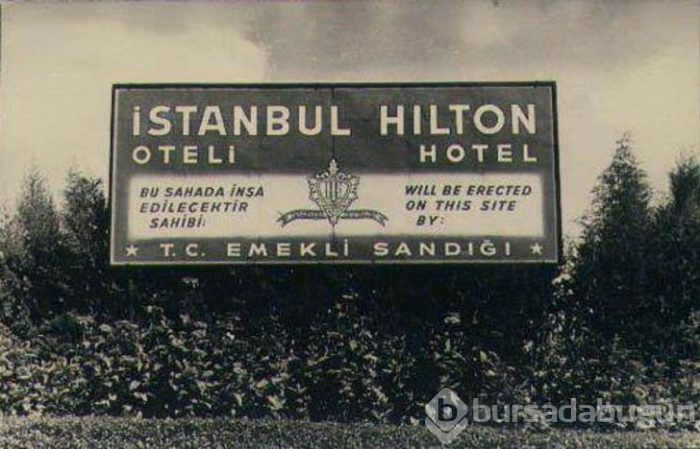 İSTANBUL HILTON
OTELİ HOTEL
BU SAHADA İNSA
EDİLECEKTİR
SAHİBİ:
WILL BE ERECTED
ON THIS SITE
BY:
★ T.C. EMEKLİ SANDIĞI ★
b bursadabugün